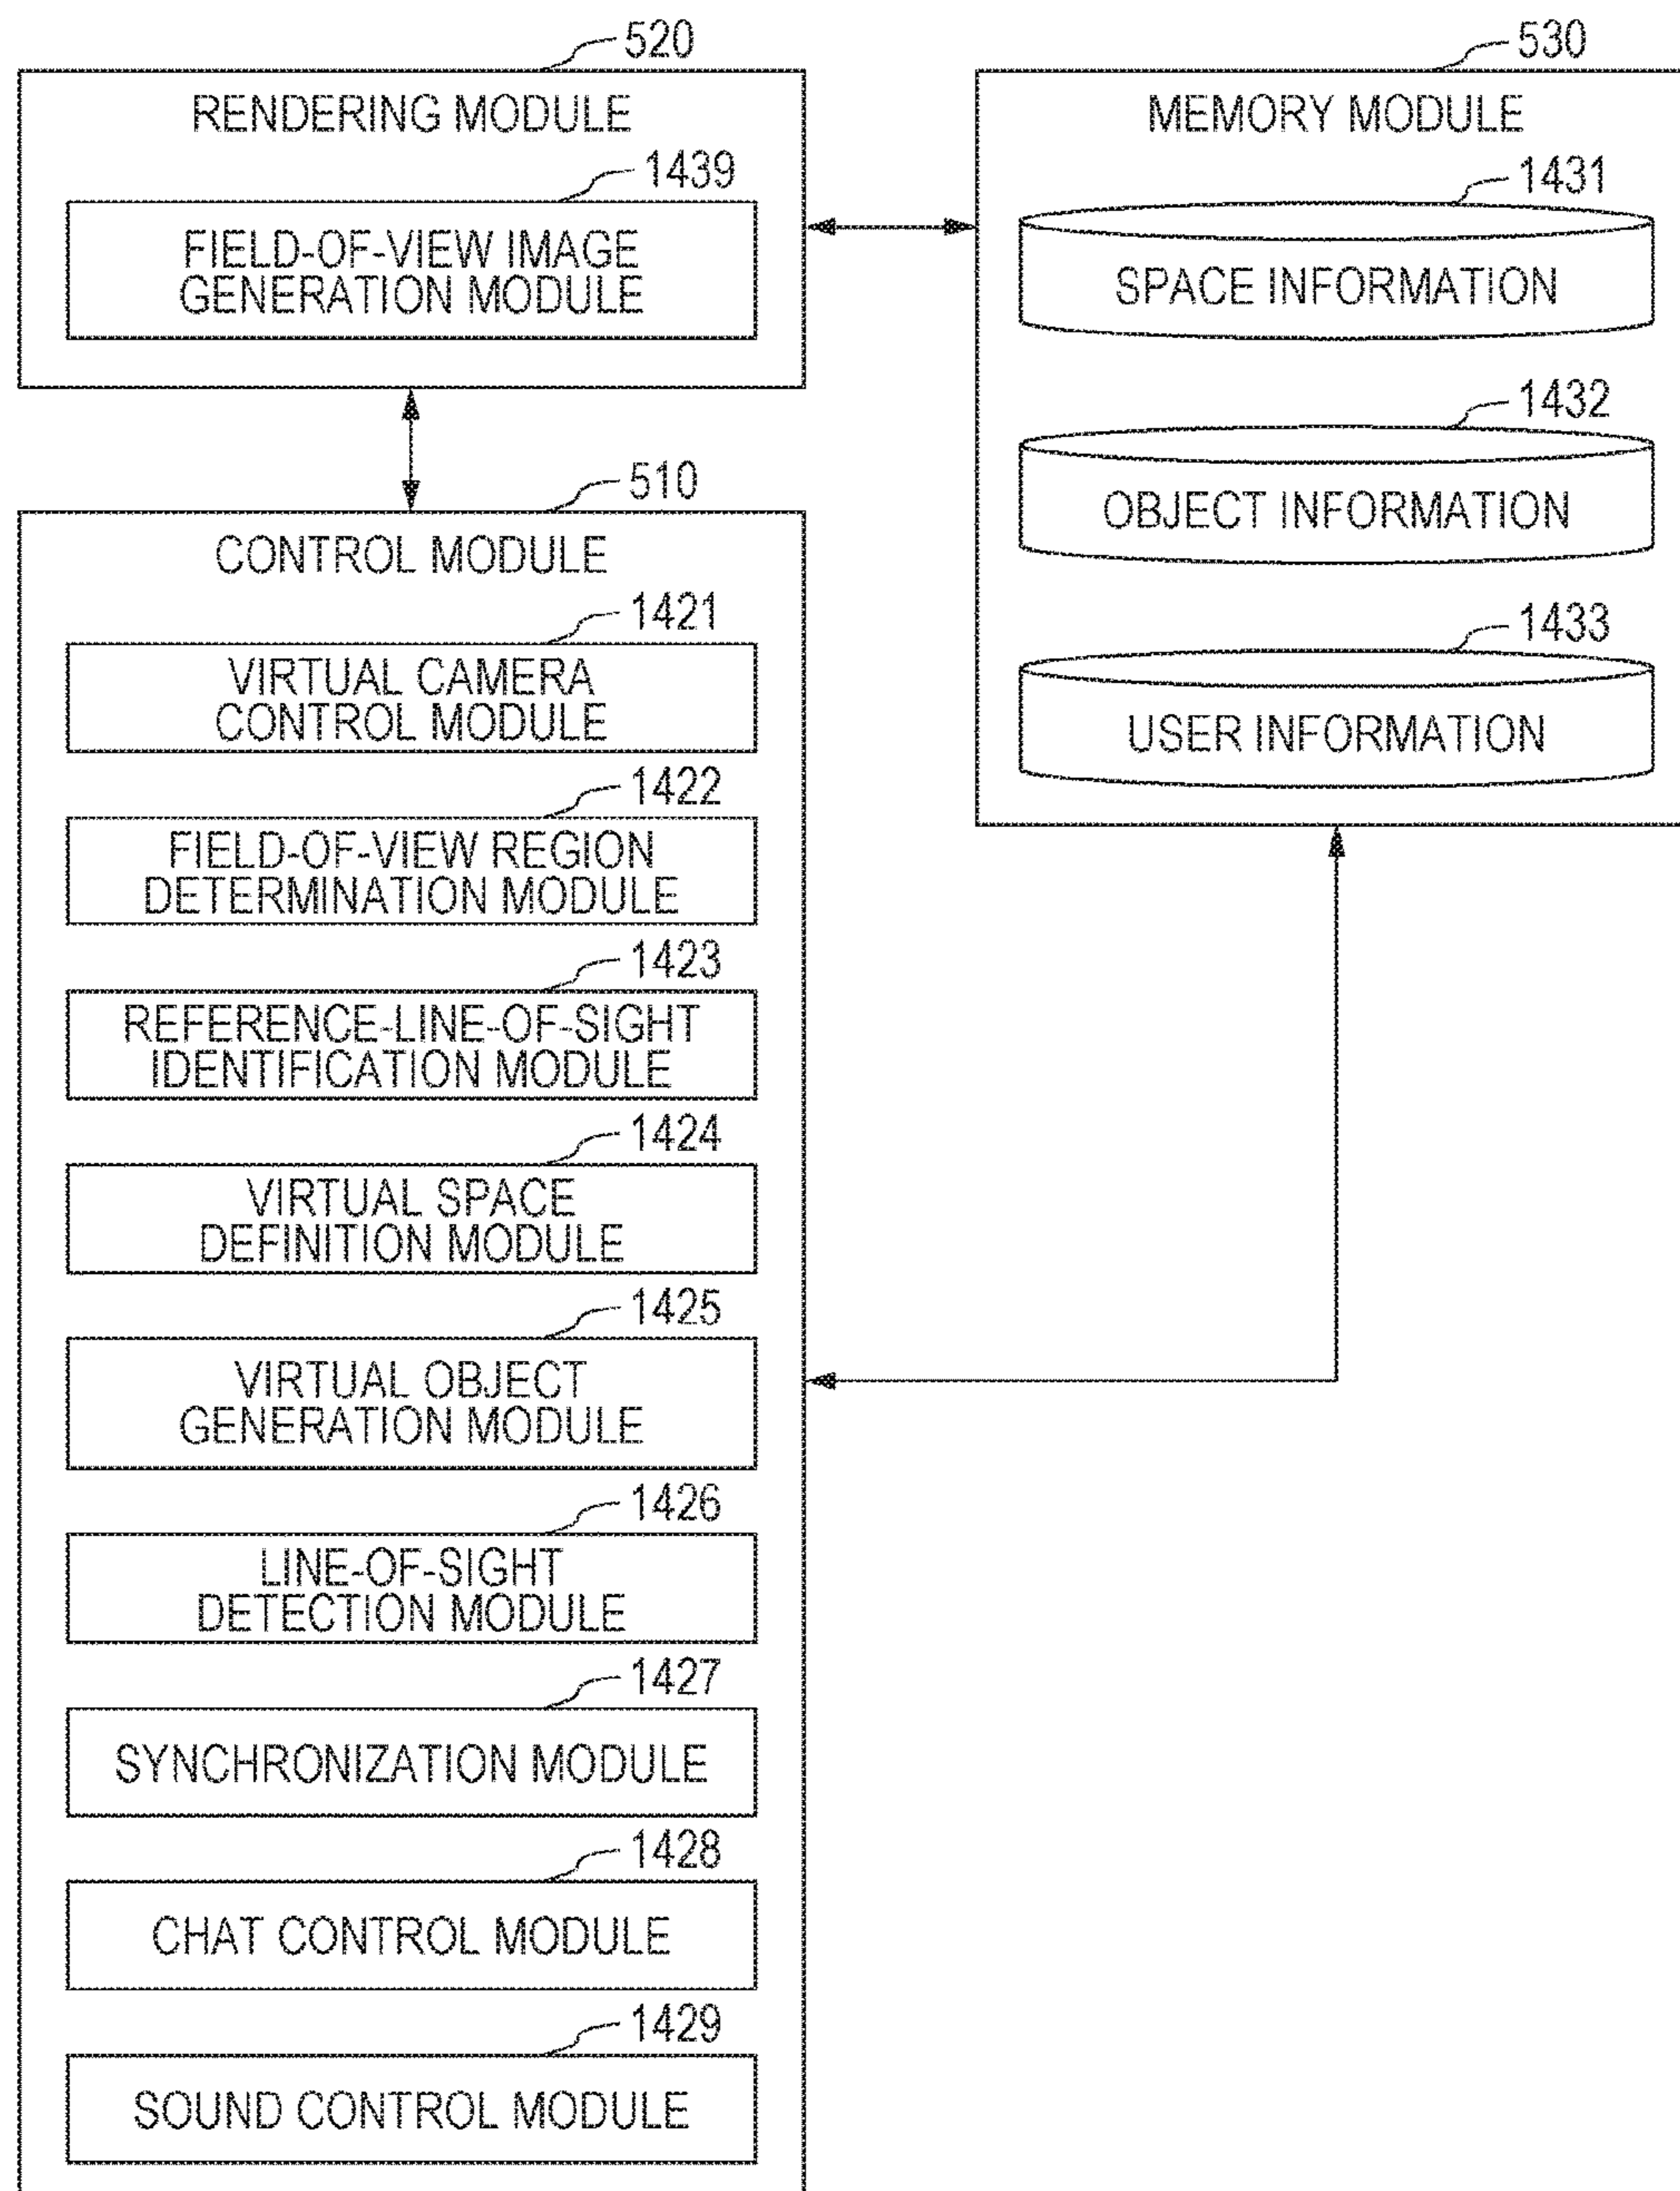 520
RENDERING MODULE
1439
FIELD-OF-VIEW IMAGE
GENERATION MODULE
530
MEMORY MODULE
1431
SPACE INFORMATION
1432
OBJECT INFORMATION
1433
USER INFORMATION
510
CONTROL MODULE
1421
VIRTUAL CAMERA
CONTROL MODULE
1422
FIELD-OF-VIEW REGION
DETERMINATION MODULE
1423
REFERENCE-LINE-OF-SIGHT
IDENTIFICATION MODULE
1424
VIRTUAL SPACE
DEFINITION MODULE
1425
VIRTUAL OBJECT
GENERATION MODULE
1426
LINE-OF-SIGHT
DETECTION MODULE
1427
SYNCHRONIZATION MODULE
1428
CHAT CONTROL MODULE
1429
SOUND CONTROL MODULE